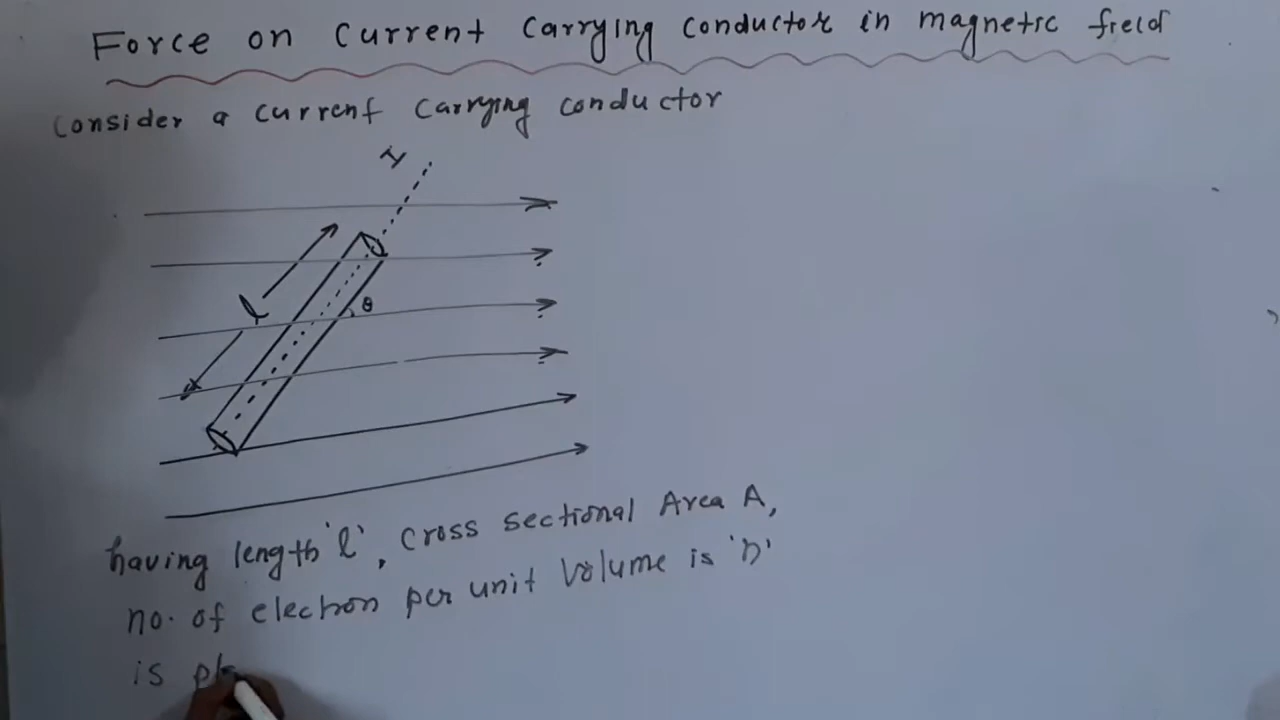 Force on current carrying conductor in magnetic field
Consider a current carrying conductor
I
l
θ
having length 'l', cross sectional Area A,
no. of electron per unit volume is 'n'
is pla